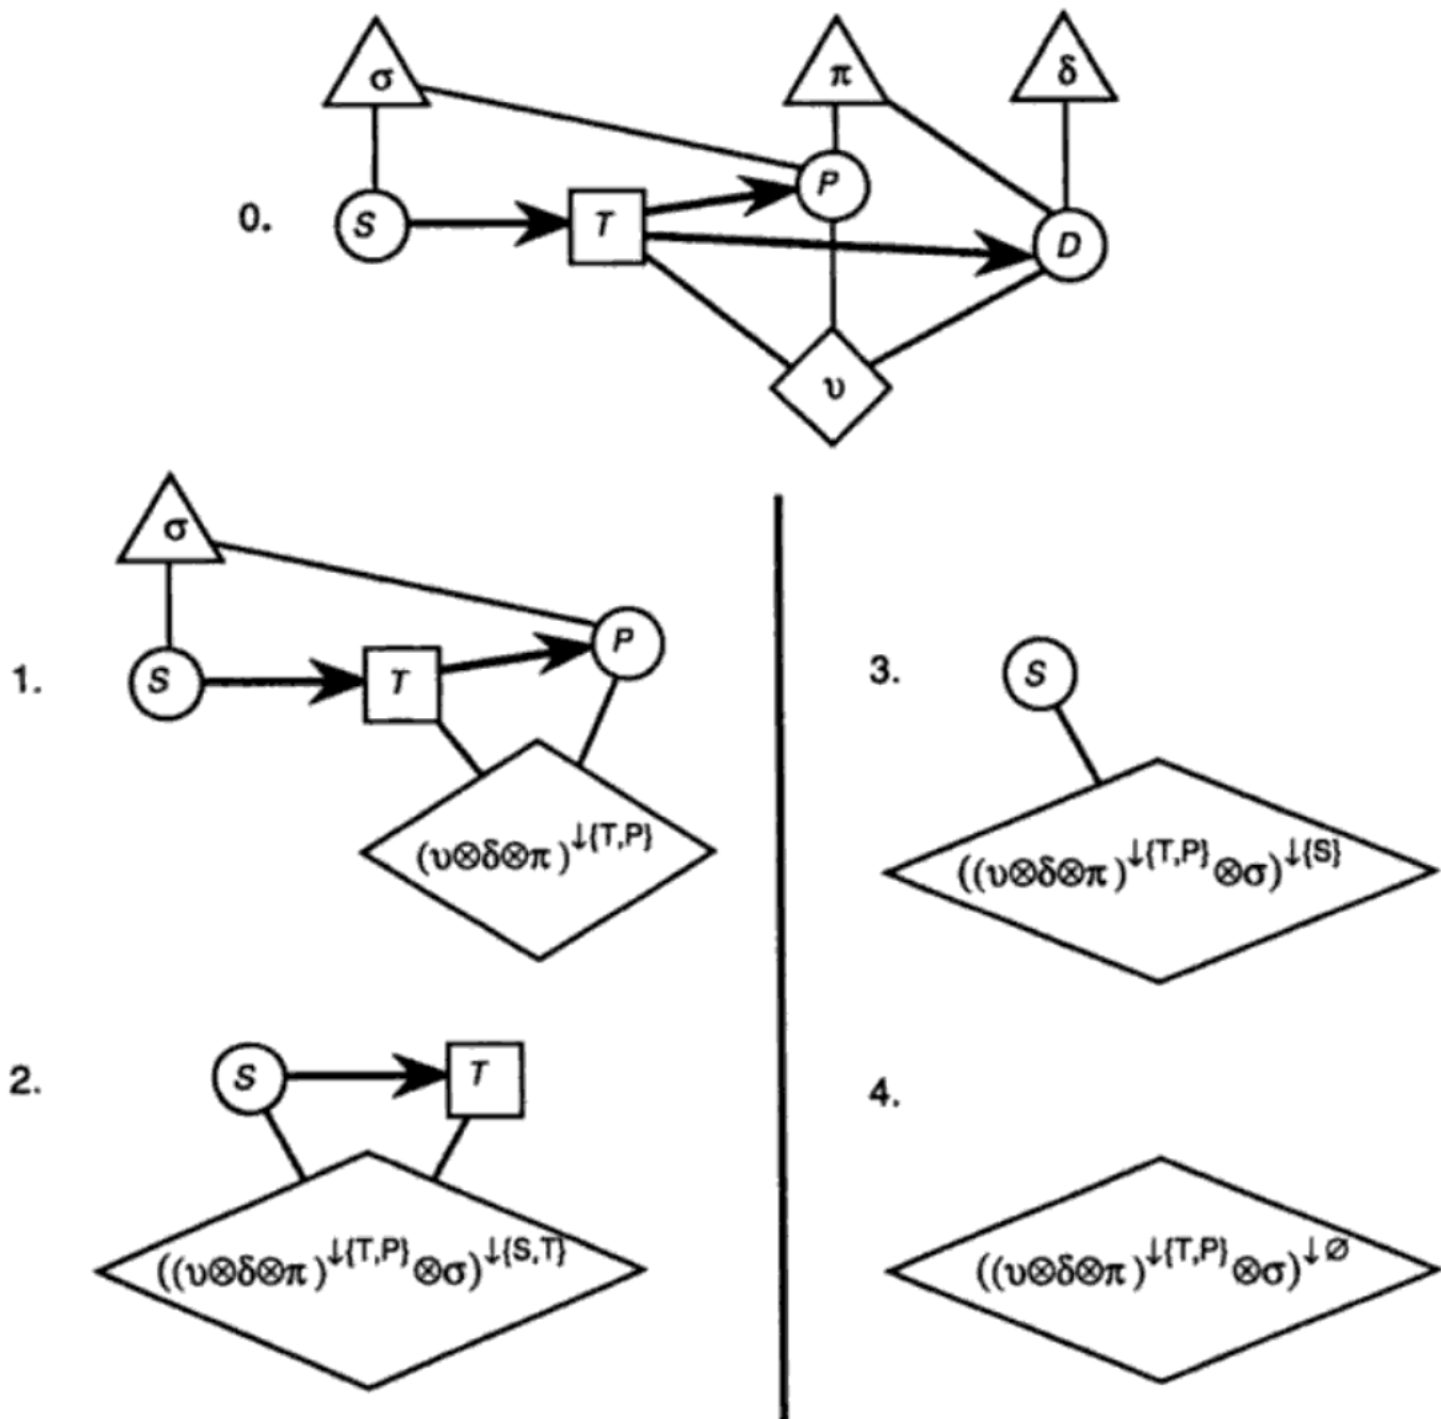 σ π δ
0. S T P D
υ
σ
1. S T P
(υ⊗δ⊗π)↓{T,P}
2. S T
((υ⊗δ⊗π)↓{T,P}⊗σ)↓{S,T}
3. S
((υ⊗δ⊗π)↓{T,P}⊗σ)↓{S}
4.
((υ⊗δ⊗π)↓{T,P}⊗σ)↓∅